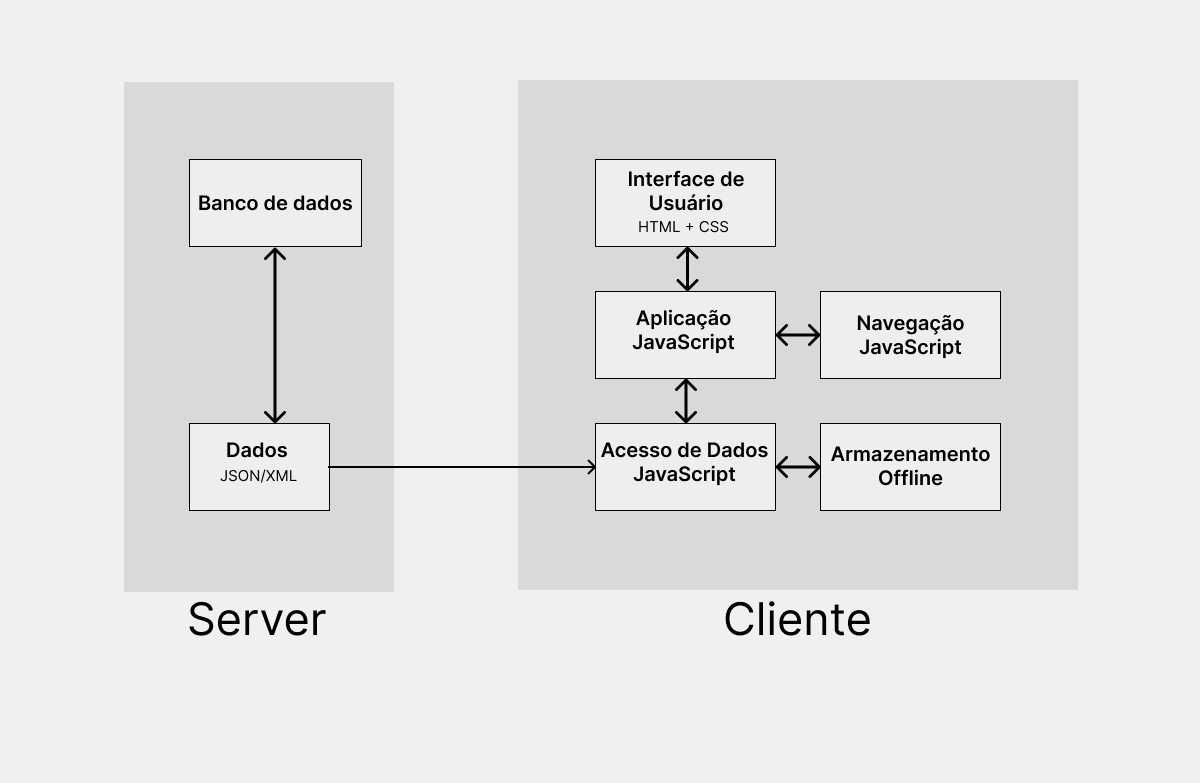 Banco de dados
Dados
JSON/XML
Server
Interface de
Usuário
HTML + CSS
Aplicação
JavaScript
Navegação
JavaScript
Acesso de Dados
JavaScript
Armazenamento
Offline
Cliente